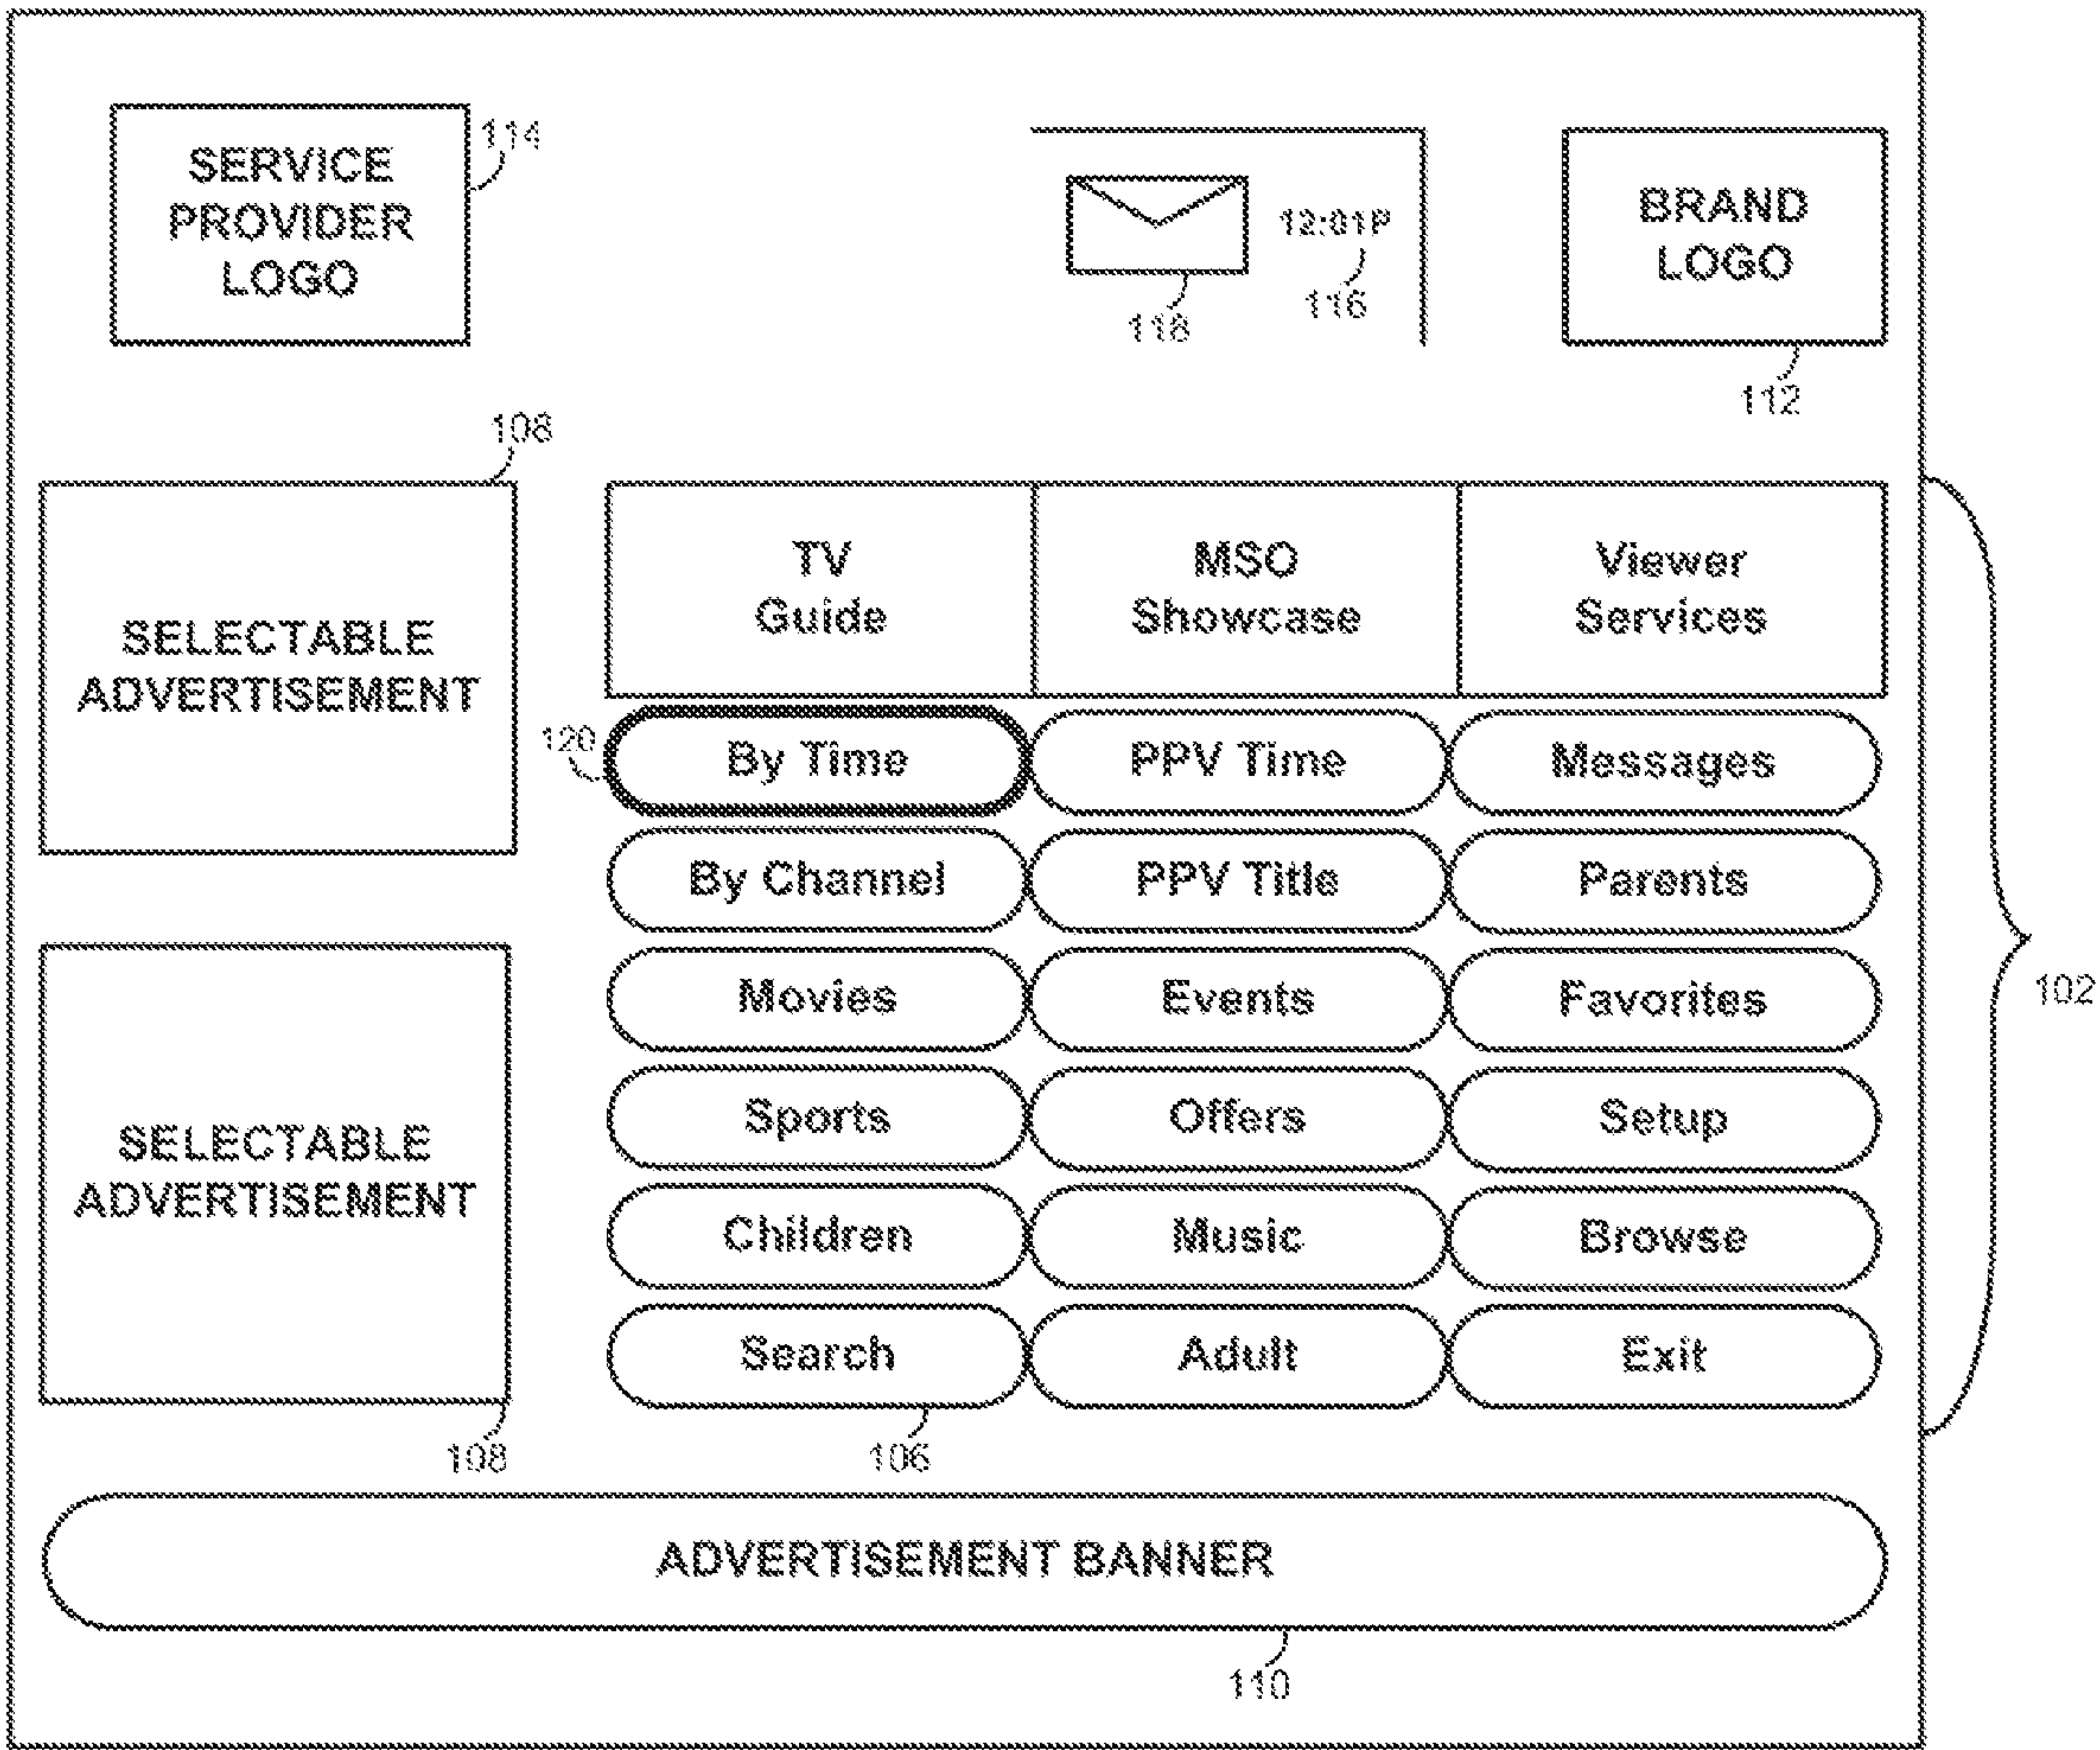 SERVICE
PROVIDER
LOGO
114
12:01P
116
118
BRAND
LOGO
112
108
SELECTABLE
ADVERTISEMENT
TV
Guide
MSO
Showcase
Viewer
Services
120
By Time
PPV Time
Messages
By Channel
PPV Title
Parents
Movies
Events
Favorites
102
SELECTABLE
ADVERTISEMENT
Sports
Offers
Setup
Children
Music
Browse
Search
Adult
Exit
108
106
ADVERTISEMENT BANNER
110